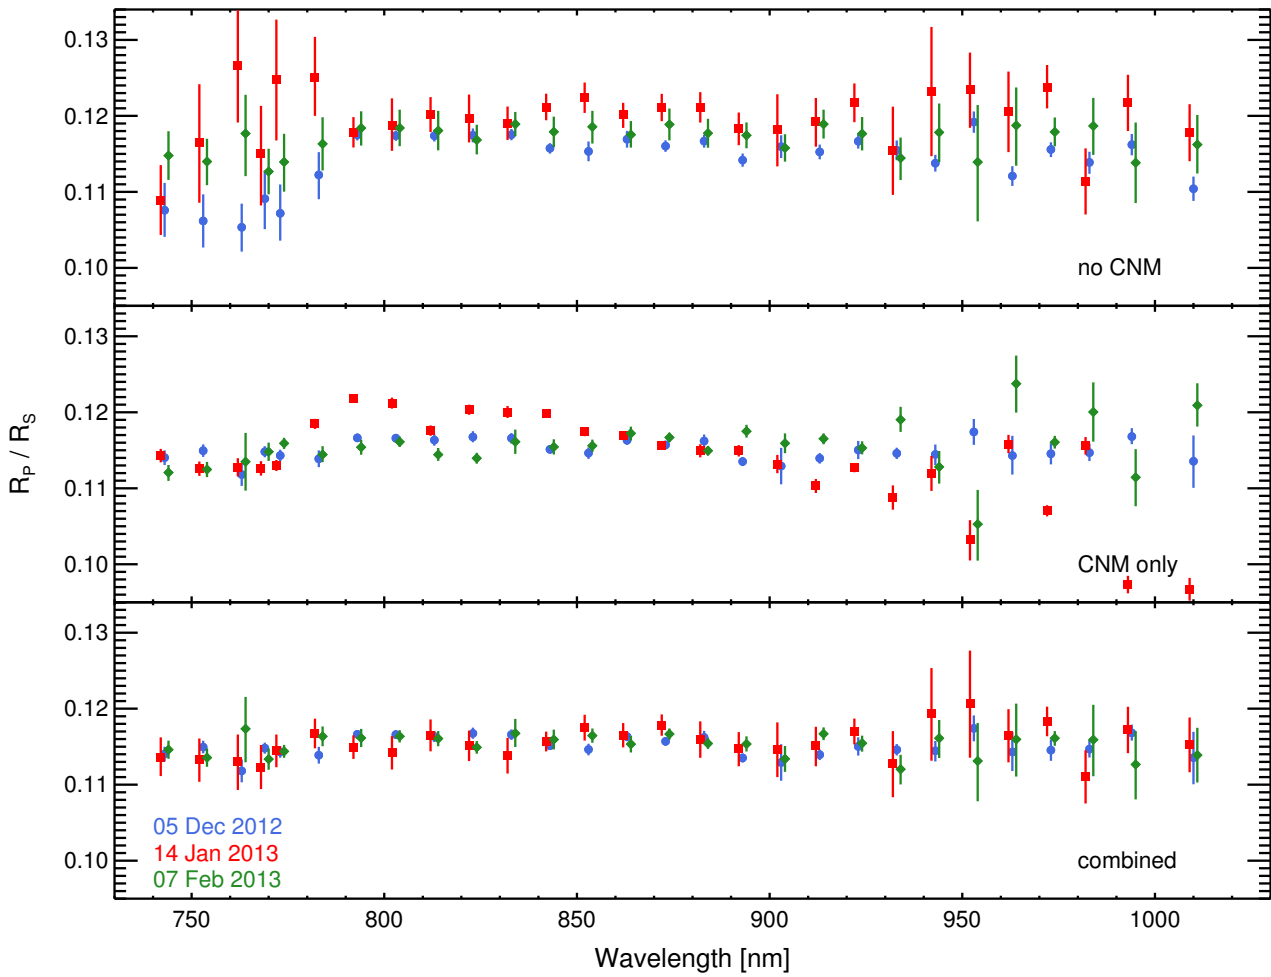 0.13
0.12
0.11
0.10
no CNM
0.13
0.12
0.11
0.10
CNM only
R_P / R_S
0.13
0.12
0.11
0.10
05 Dec 2012
14 Jan 2013
07 Feb 2013
combined
750
800
850
900
950
1000
Wavelength [nm]